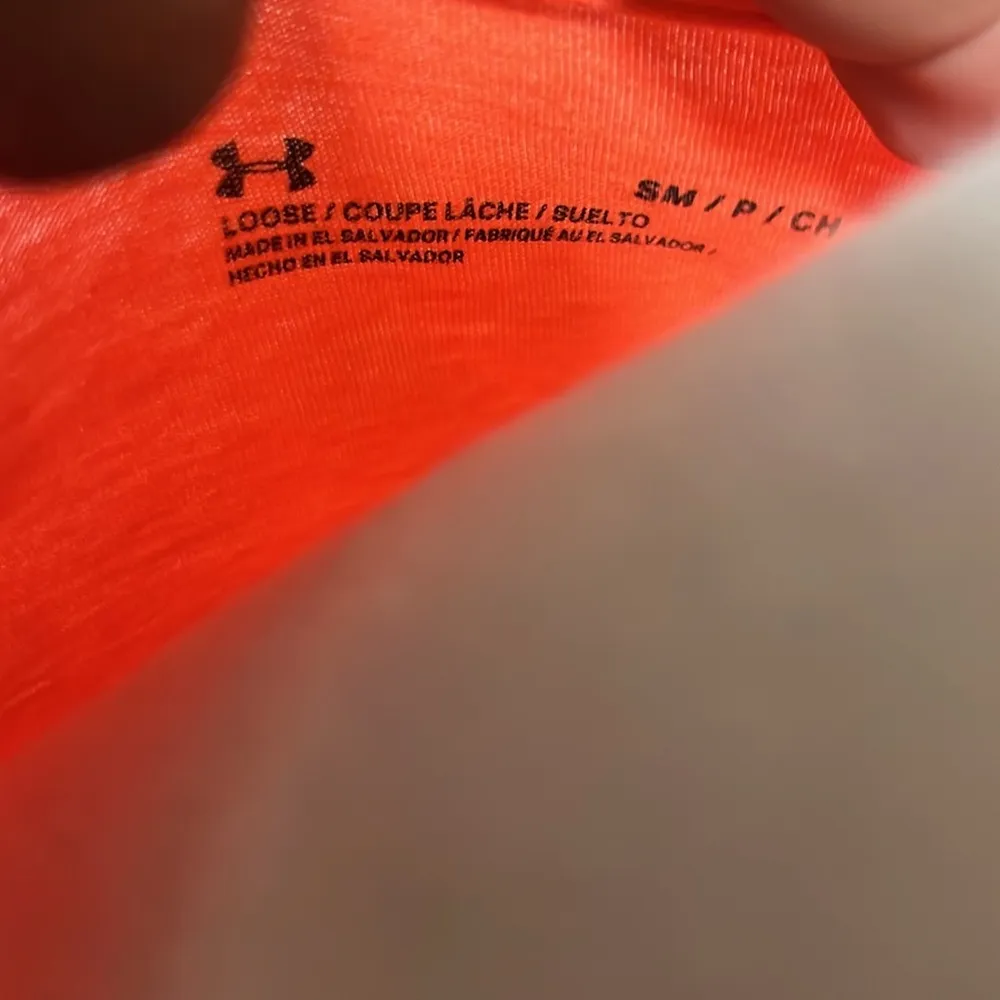 SM / P / CH
LOOSE / COUPE LÂCHE / SUELTO
MADE IN EL SALVADOR / FABRIQUÉ AU EL SALVADOR /
HECHO EN EL SALVADOR